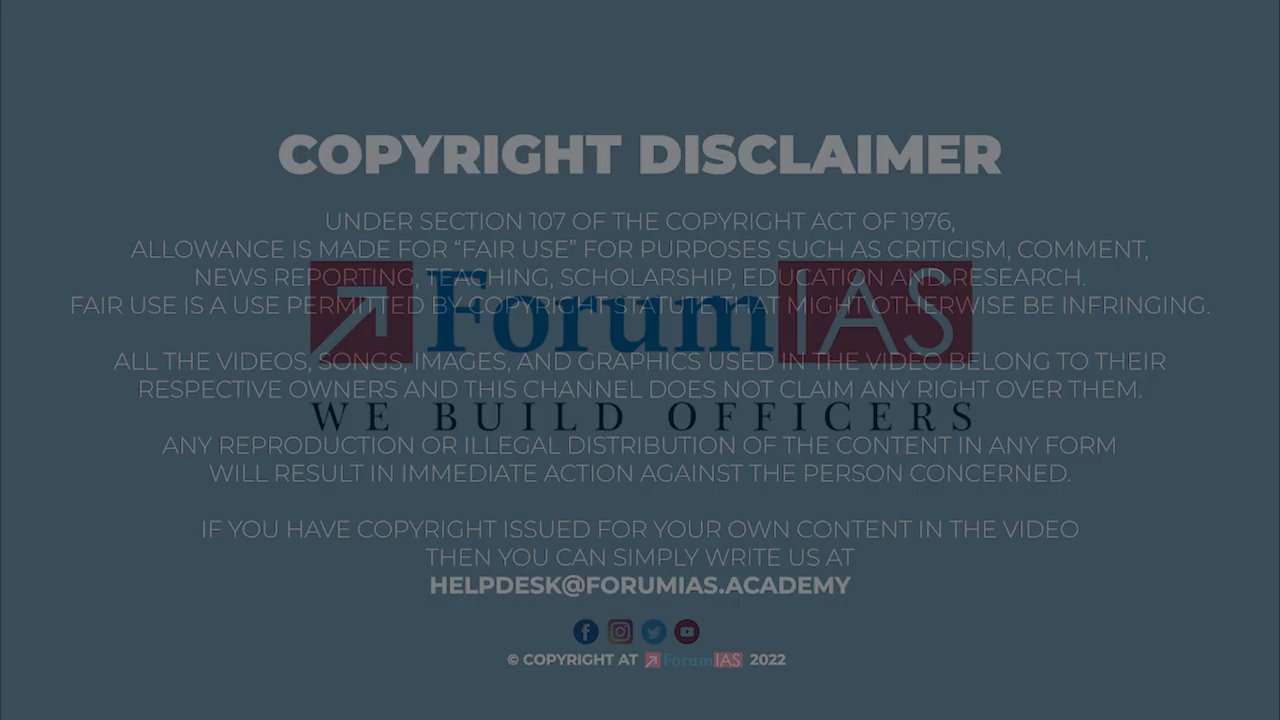 COPYRIGHT DISCLAIMER
UNDER SECTION 107 OF THE COPYRIGHT ACT OF 1976,
ALLOWANCE IS MADE FOR “FAIR USE” FOR PURPOSES SUCH AS CRITICISM, COMMENT,
NEWS REPORTING, TEACHING, SCHOLARSHIP, EDUCATION AND RESEARCH.
FAIR USE IS A USE PERMITTED BY COPYRIGHT STATUTE THAT MIGHT OTHERWISE BE INFRINGING.
ForumIAS
ALL THE VIDEOS, SONGS, IMAGES, AND GRAPHICS USED IN THE VIDEO BELONG TO THEIR
RESPECTIVE OWNERS AND THIS CHANNEL DOES NOT CLAIM ANY RIGHT OVER THEM.
WE BUILD OFFICERS
ANY REPRODUCTION OR ILLEGAL DISTRIBUTION OF THE CONTENT IN ANY FORM
WILL RESULT IN IMMEDIATE ACTION AGAINST THE PERSON CONCERNED.
IF YOU HAVE COPYRIGHT ISSUED FOR YOUR OWN CONTENT IN THE VIDEO
THEN YOU CAN SIMPLY WRITE US AT
HELPDESK@FORUMIAS.ACADEMY
© COPYRIGHT AT ForumIAS 2022